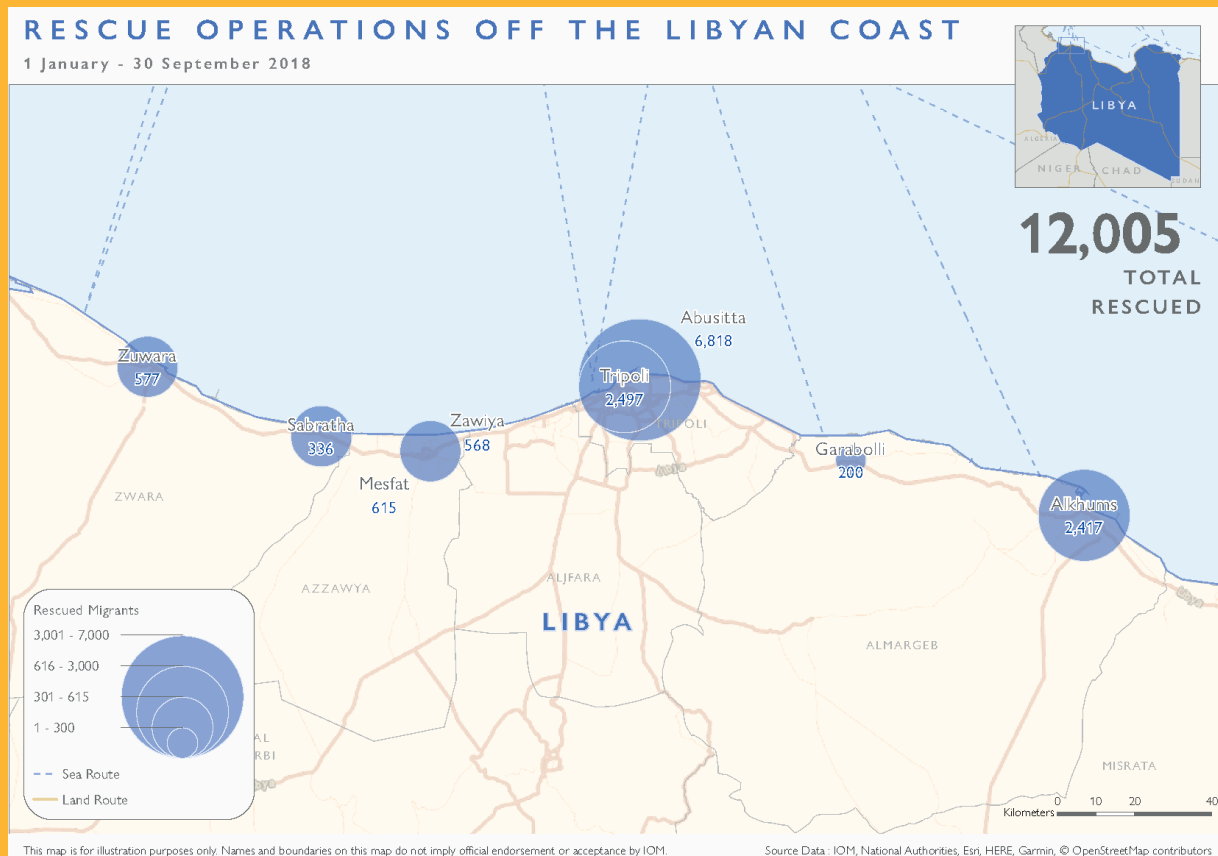 RESCUE OPERATIONS OFF THE LIBYAN COAST
1 January - 30 September 2018
LIBYA
ALGERIA
NIGER
CHAD
SUDAN
12,005
TOTAL
RESCUED
Abusitta
6,818
Zuwara
577
Tripoli
2,497
Sabratha
336
Zawiya
568
TRIPOLI
Garabolli
200
Mesfat
615
Libya
Alkhums
2,417
ZWARA
AZZAWYA
ALJFARA
LIBYA
ALMARGEB
Libya
Rescued Migrants
3,001 - 7,000
616 - 3,000
301 - 615
1 - 300
Sea Route
Land Route
MISRATA
Kilometers
0 10 20 40
This map is for illustration purposes only. Names and boundaries on this map do not imply official endorsement or acceptance by IOM.
Source Data : IOM, National Authorities, Esri, HERE, Garmin, © OpenStreetMap contributors